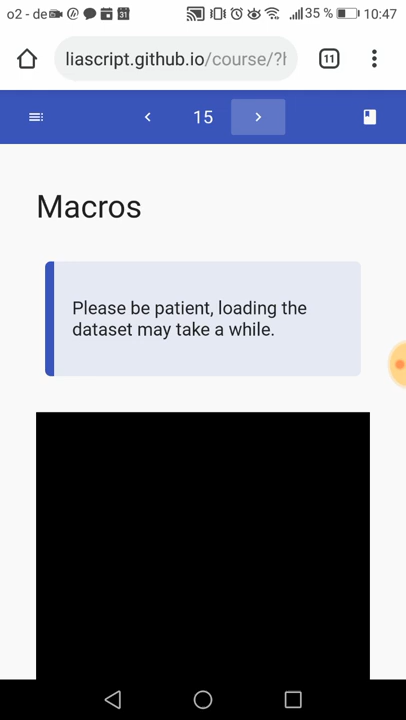 o2 - de 31 35 % 10:47
liascript.github.io/course/?h 11
15
Macros
Please be patient, loading the
dataset may take a while.